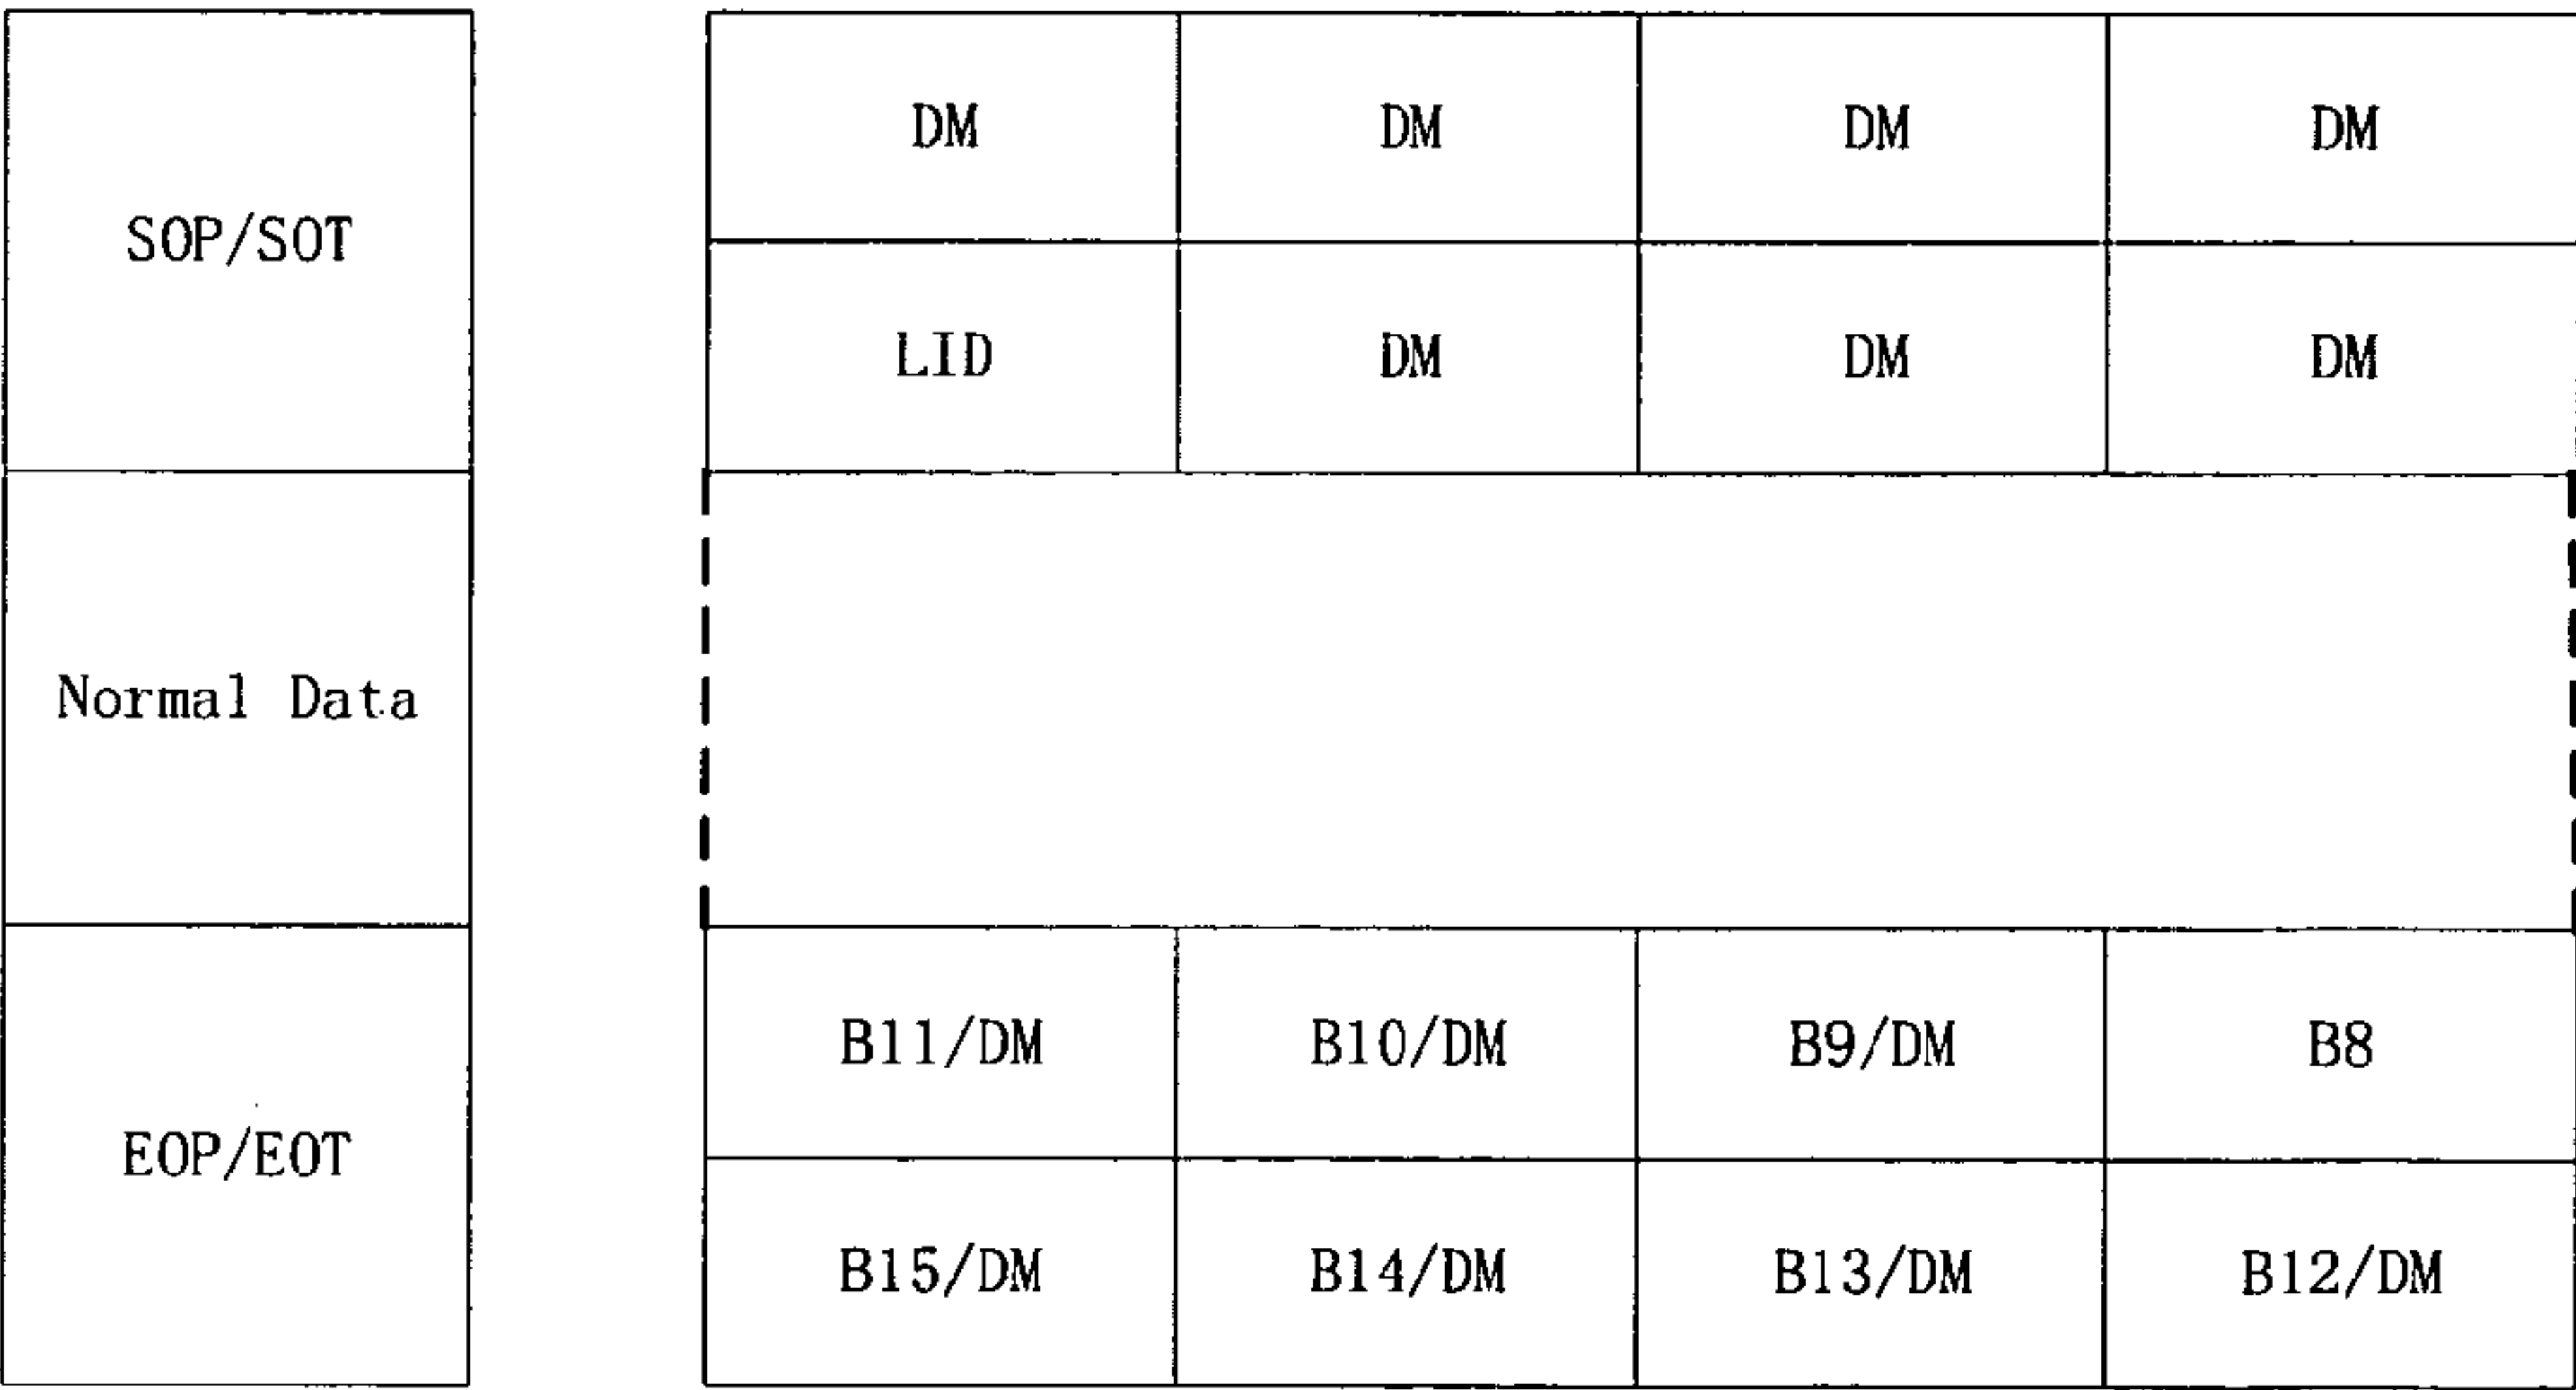 DM DM DM DM
SOP/SOT
LID DM DM DM
Normal Data
B11/DM B10/DM B9/DM B8
EOP/EOT
B15/DM B14/DM B13/DM B12/DM